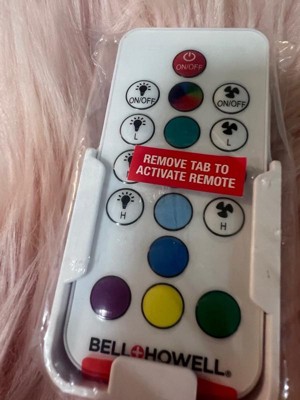 ON/OFF
ON/OFF ON/OFF
L L
REMOVE TAB TO
ACTIVATE REMOTE
H H
BELL+HOWELL®